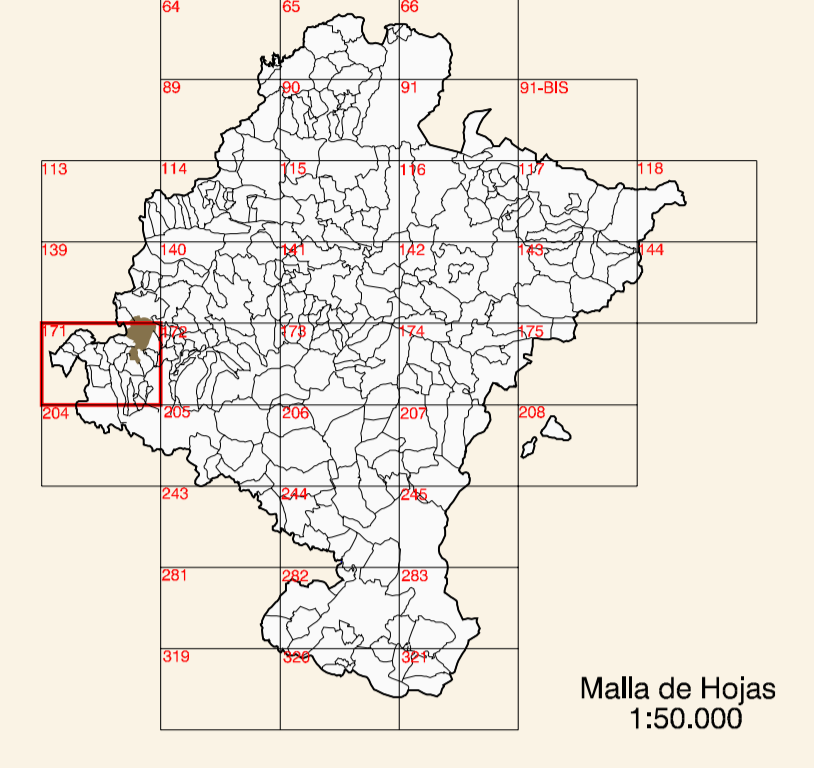 64 65 66
89 90 91 91-BIS
113 114 115 116 117 118
139 140 141 142 143 144
171 172 173 174 175
204 205 206 207 208
243 244 245
281 282 283
319 320 321
Malla de Hojas
1:50.000